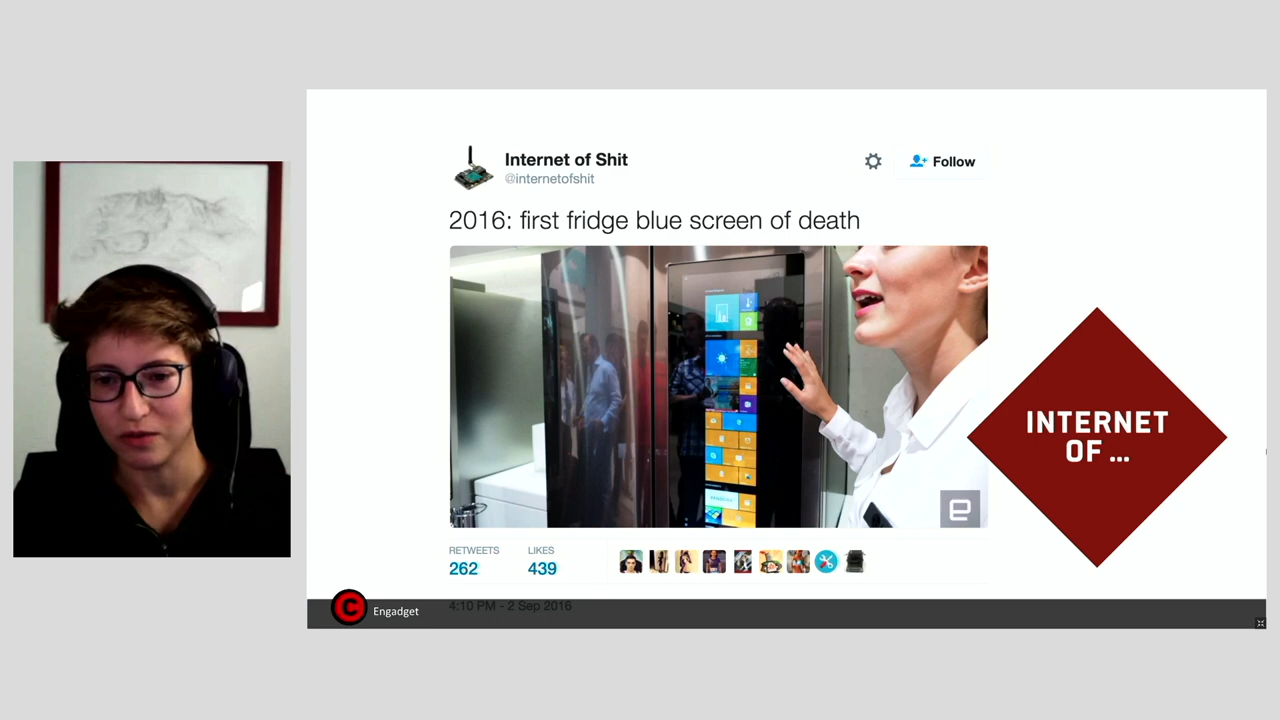 Internet of Shit
@internetofshit
Follow
2016: first fridge blue screen of death
e
INTERNET
OF ...
RETWEETS
LIKES
262
439
4:10 PM - 2 Sep 2016
C
Engadget